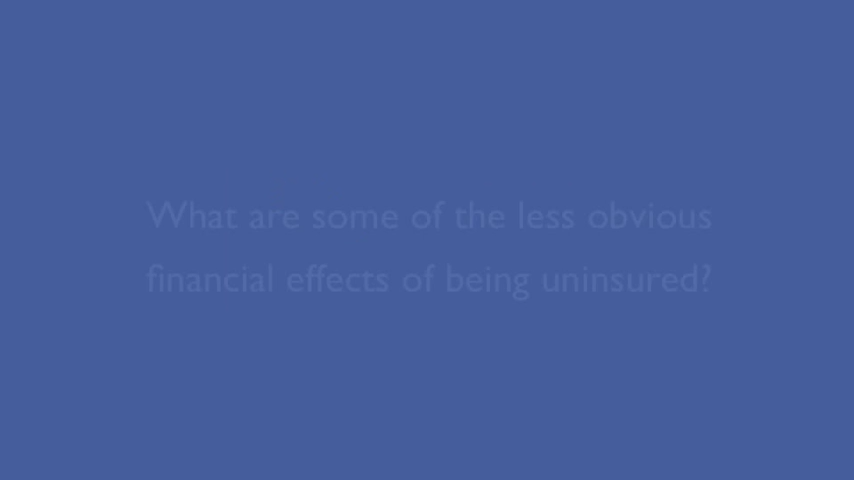 What are some of the less obvious
financial effects of being uninsured?